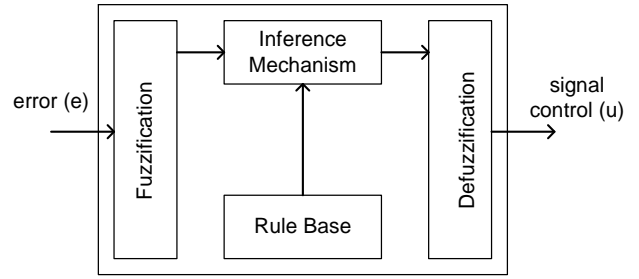 error (e)
Fuzzification
Inference
Mechanism
Rule Base
Defuzzification
signal
control (u)